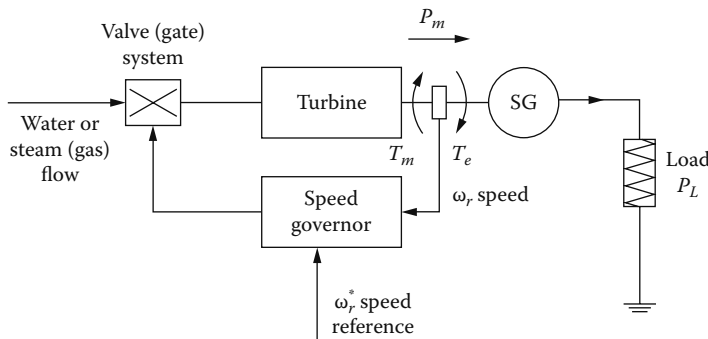 Valve (gate)
system
P_m
Turbine
SG
Water or
steam (gas)
flow
T_m
T_e
Load
P_L
Speed
governor
ω_r speed
ω_r^* speed
reference